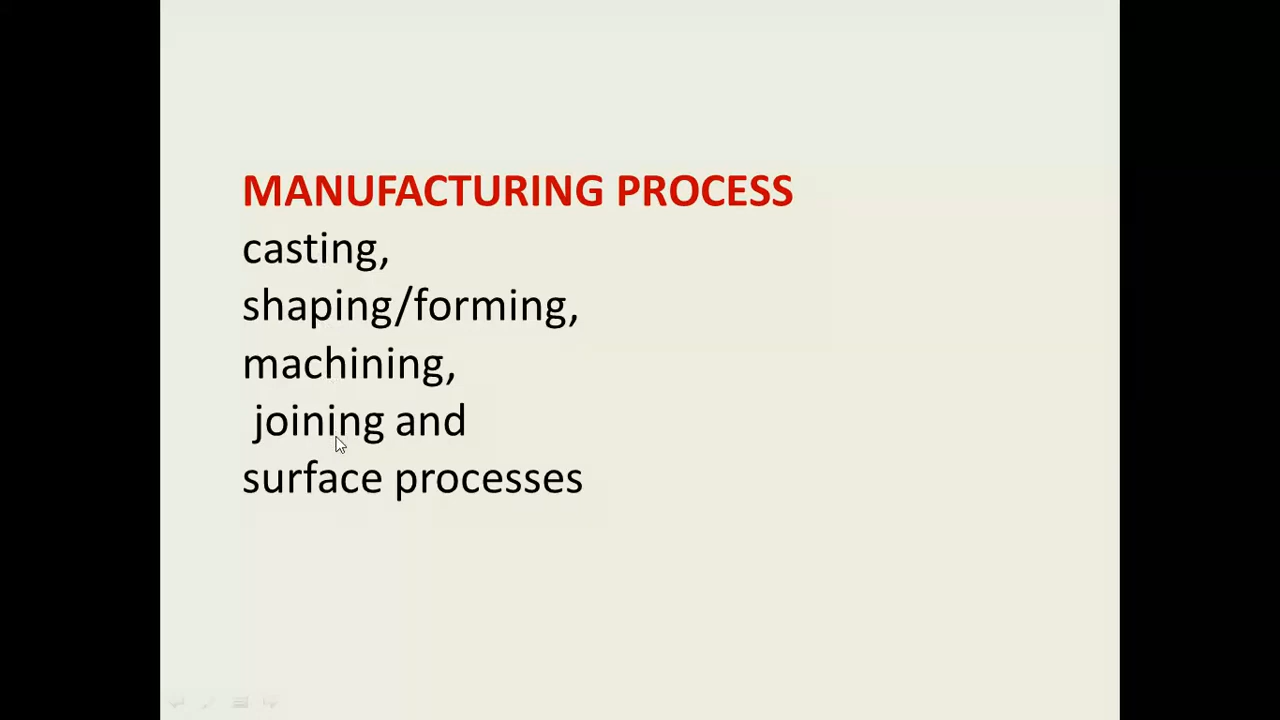 MANUFACTURING PROCESS
casting,
shaping/forming,
machining,
joining and
surface processes